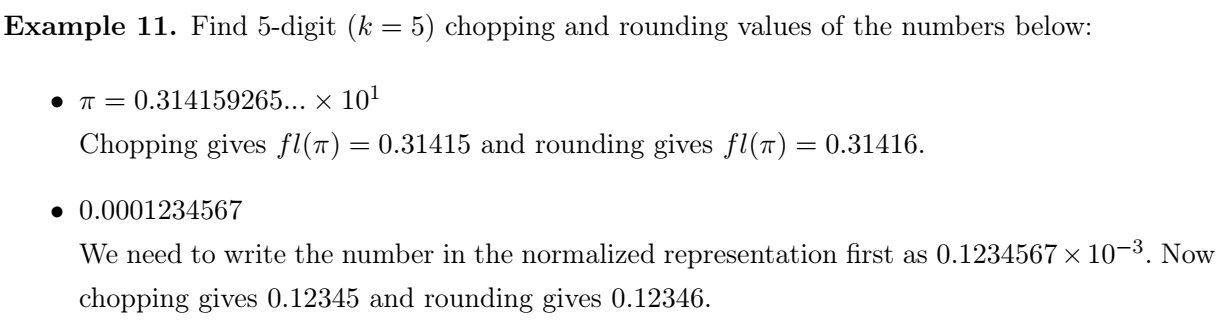 Example 11. Find 5-digit (k = 5) chopping and rounding values of the numbers below:
• π = 0.314159265... × 10¹
Chopping gives fl(π) = 0.31415 and rounding gives fl(π) = 0.31416.
• 0.0001234567
We need to write the number in the normalized representation first as 0.1234567 × 10⁻³. Now
chopping gives 0.12345 and rounding gives 0.12346.